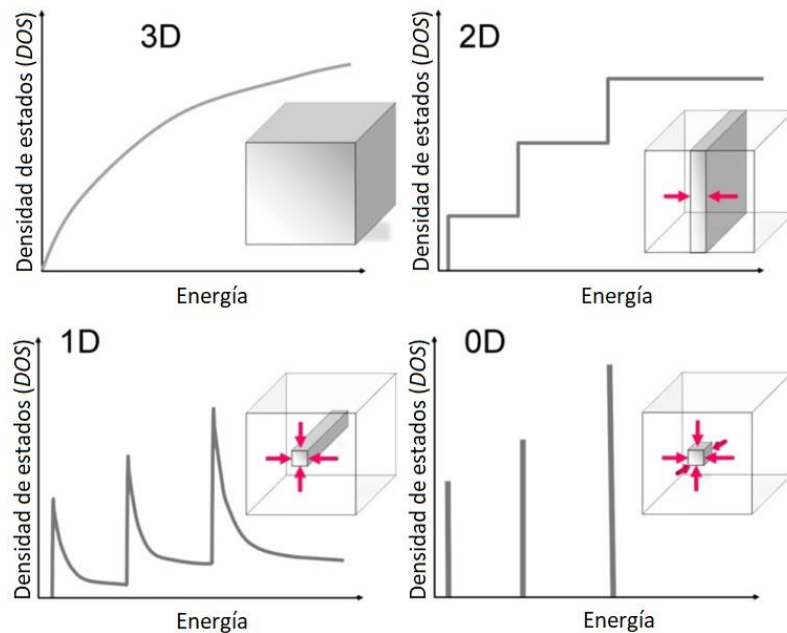 3D
Densidad de estados (DOS)
Energía
2D
Densidad de estados (DOS)
Energía
1D
Densidad de estados (DOS)
Energía
0D
Densidad de estados (DOS)
Energía